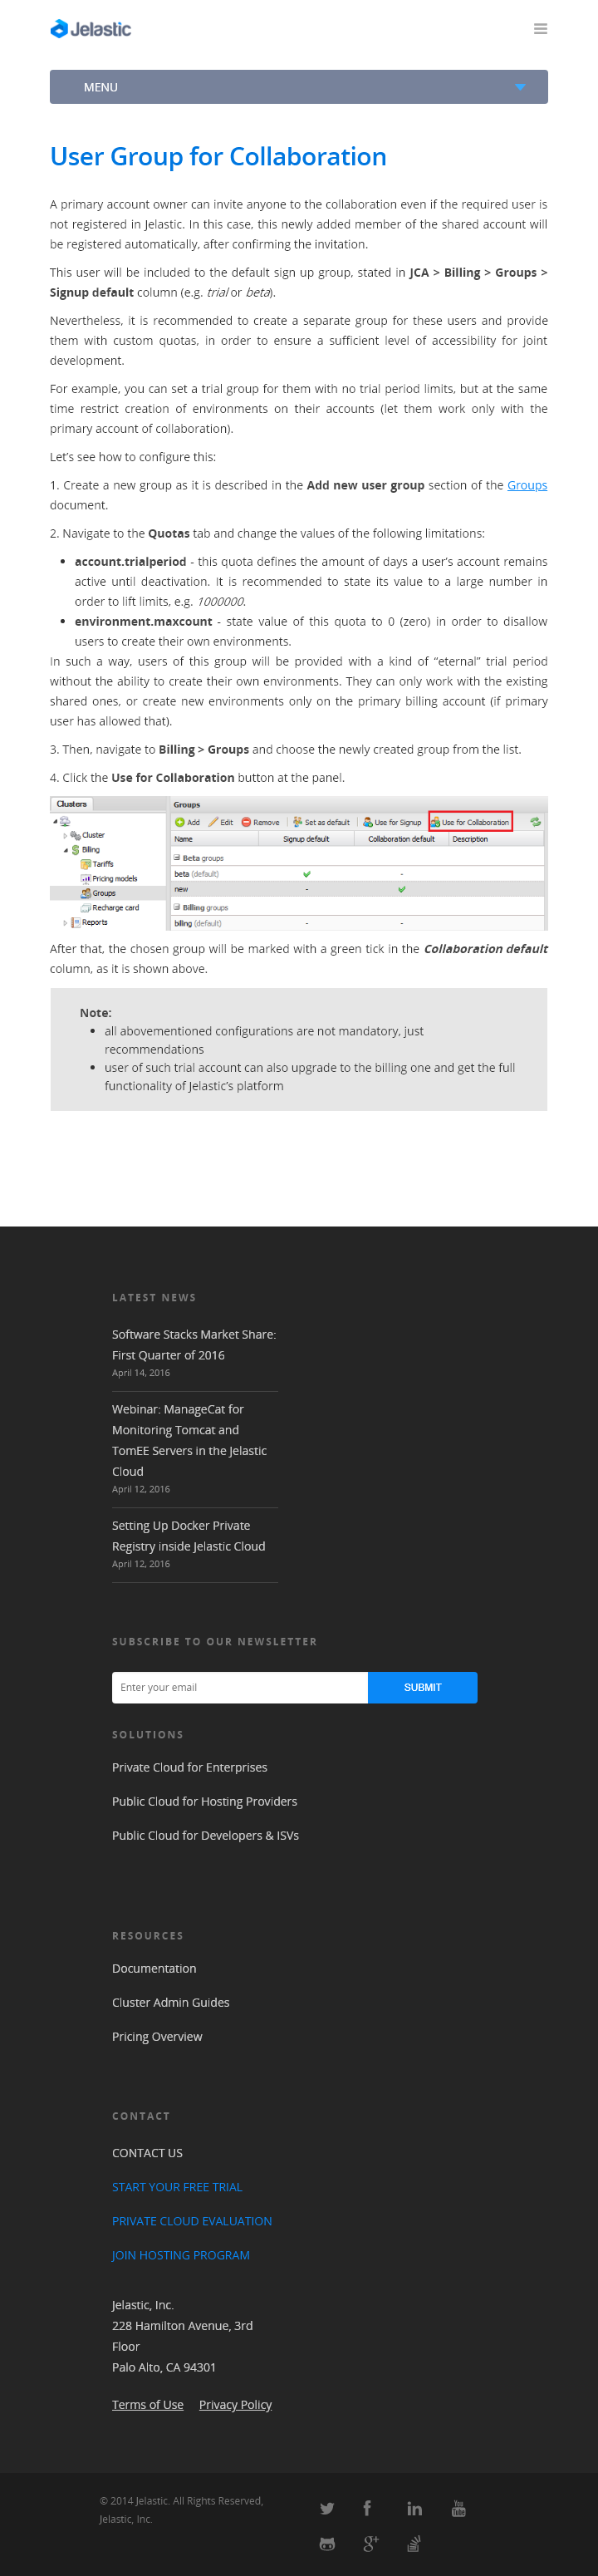 Jelastic
MENU
User Group for Collaboration
A primary account owner can invite anyone to the collaboration even if the required user is
not registered in Jelastic. In this case, this newly added member of the shared account will
be registered automatically, after confirming the invitation.
This user will be included to the default sign up group, stated in JCA > Billing > Groups >
Signup default column (e.g. trial or beta).
Nevertheless, it is recommended to create a separate group for these users and provide
them with custom quotas, in order to ensure a sufficient level of accessibility for joint
development.
For example, you can set a trial group for them with no trial period limits, but at the same
time restrict creation of environments on their accounts (let them work only with the
primary account of collaboration).
Let's see how to configure this:
1. Create a new group as it is described in the Add new user group section of the Groups
document.
2. Navigate to the Quotas tab and change the values of the following limitations:
• account.trialperiod - this quota defines the amount of days a user's account remains
active until deactivation. It is recommended to state its value to a large number in
order to lift limits, e.g. 1000000.
• environment.maxcount - state value of this quota to 0 (zero) in order to disallow
users to create their own environments.
In such a way, users of this group will be provided with a kind of “eternal” trial period
without the ability to create their own environments. They can only work with the existing
shared ones, or create new environments only on the primary billing account (if primary
user has allowed that).
3. Then, navigate to Billing > Groups and choose the newly created group from the list.
4. Click the Use for Collaboration button at the panel.
Clusters
Cluster
Billing
Tariffs
Pricing models
Groups
Recharge card
Reports
Groups
Add Edit Remove Set as default Use for Signup Use for Collaboration
Name Signup default Collaboration default Description
Beta groups
beta (default) -
new -
Billing groups
billing (default) - -
After that, the chosen group will be marked with a green tick in the Collaboration default
column, as it is shown above.
Note:
• all abovementioned configurations are not mandatory, just
recommendations
• user of such trial account can also upgrade to the billing one and get the full
functionality of Jelastic's platform
LATEST NEWS
Software Stacks Market Share:
First Quarter of 2016
April 14, 2016
Webinar: ManageCat for
Monitoring Tomcat and
TomEE Servers in the Jelastic
Cloud
April 12, 2016
Setting Up Docker Private
Registry inside Jelastic Cloud
April 12, 2016
SUBSCRIBE TO OUR NEWSLETTER
Enter your email SUBMIT
SOLUTIONS
Private Cloud for Enterprises
Public Cloud for Hosting Providers
Public Cloud for Developers & ISVs
RESOURCES
Documentation
Cluster Admin Guides
Pricing Overview
CONTACT
CONTACT US
START YOUR FREE TRIAL
PRIVATE CLOUD EVALUATION
JOIN HOSTING PROGRAM
Jelastic, Inc.
228 Hamilton Avenue, 3rd
Floor
Palo Alto, CA 94301
Terms of Use Privacy Policy
© 2014 Jelastic. All Rights Reserved,
Jelastic, Inc.